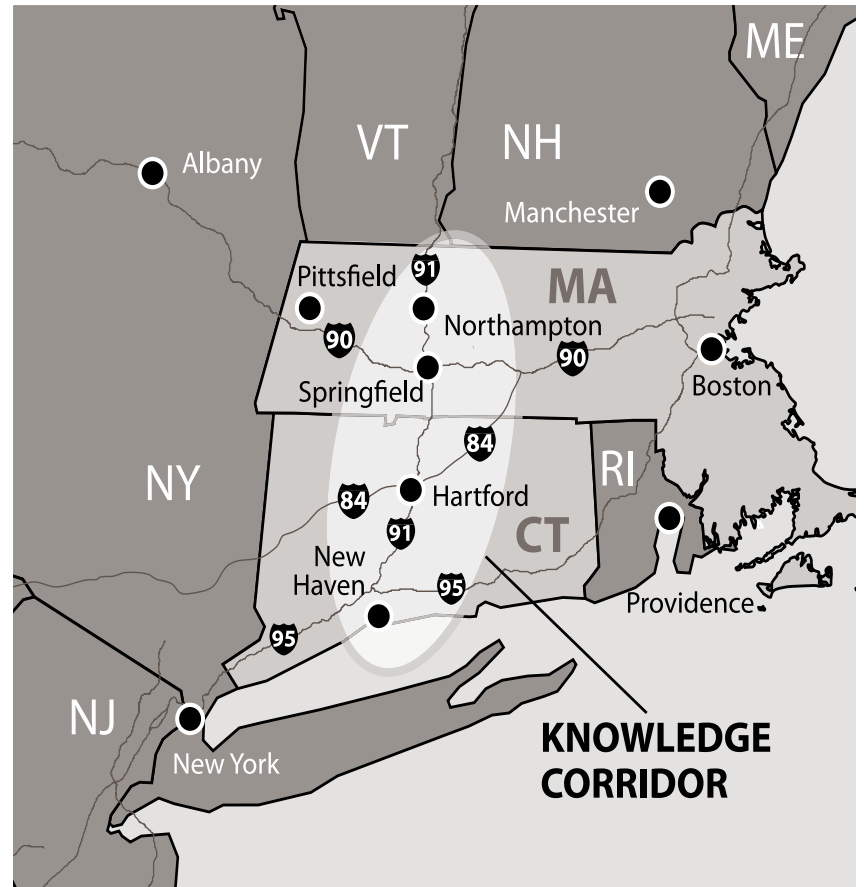 ME
VT
NH
Albany
Manchester
91
Pittsfield
MA
Northampton
90
90
Springfield
Boston
84
NY
RI
84
Hartford
91
CT
New
Haven
95
Providence
95
NJ
KNOWLEDGE
CORRIDOR
New York